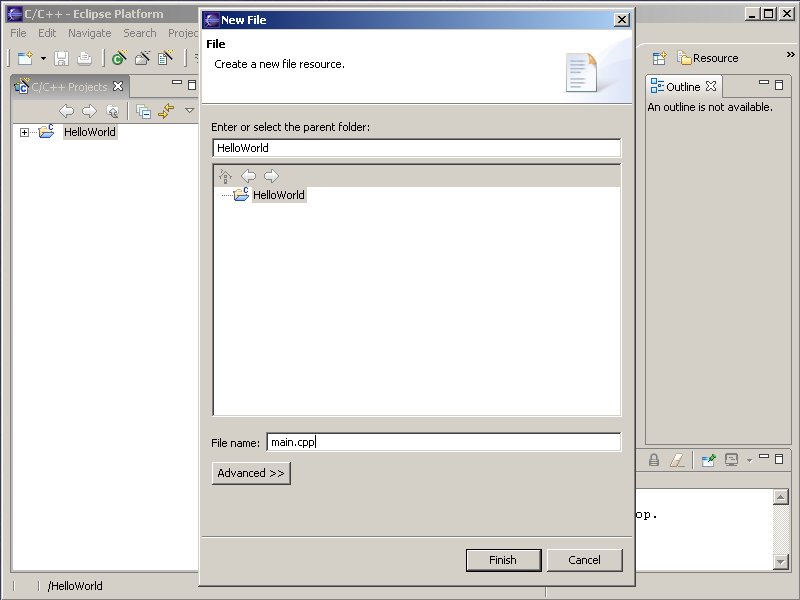 C/C++ - Eclipse Platform
File Edit Navigate Search Projec
C/C++ Projects
HelloWorld
New File
File
Create a new file resource.
Enter or select the parent folder:
HelloWorld
HelloWorld
File name: main.cpp
Advanced >>
Finish Cancel
Resource »
Outline
An outline is not available.
op.
/HelloWorld